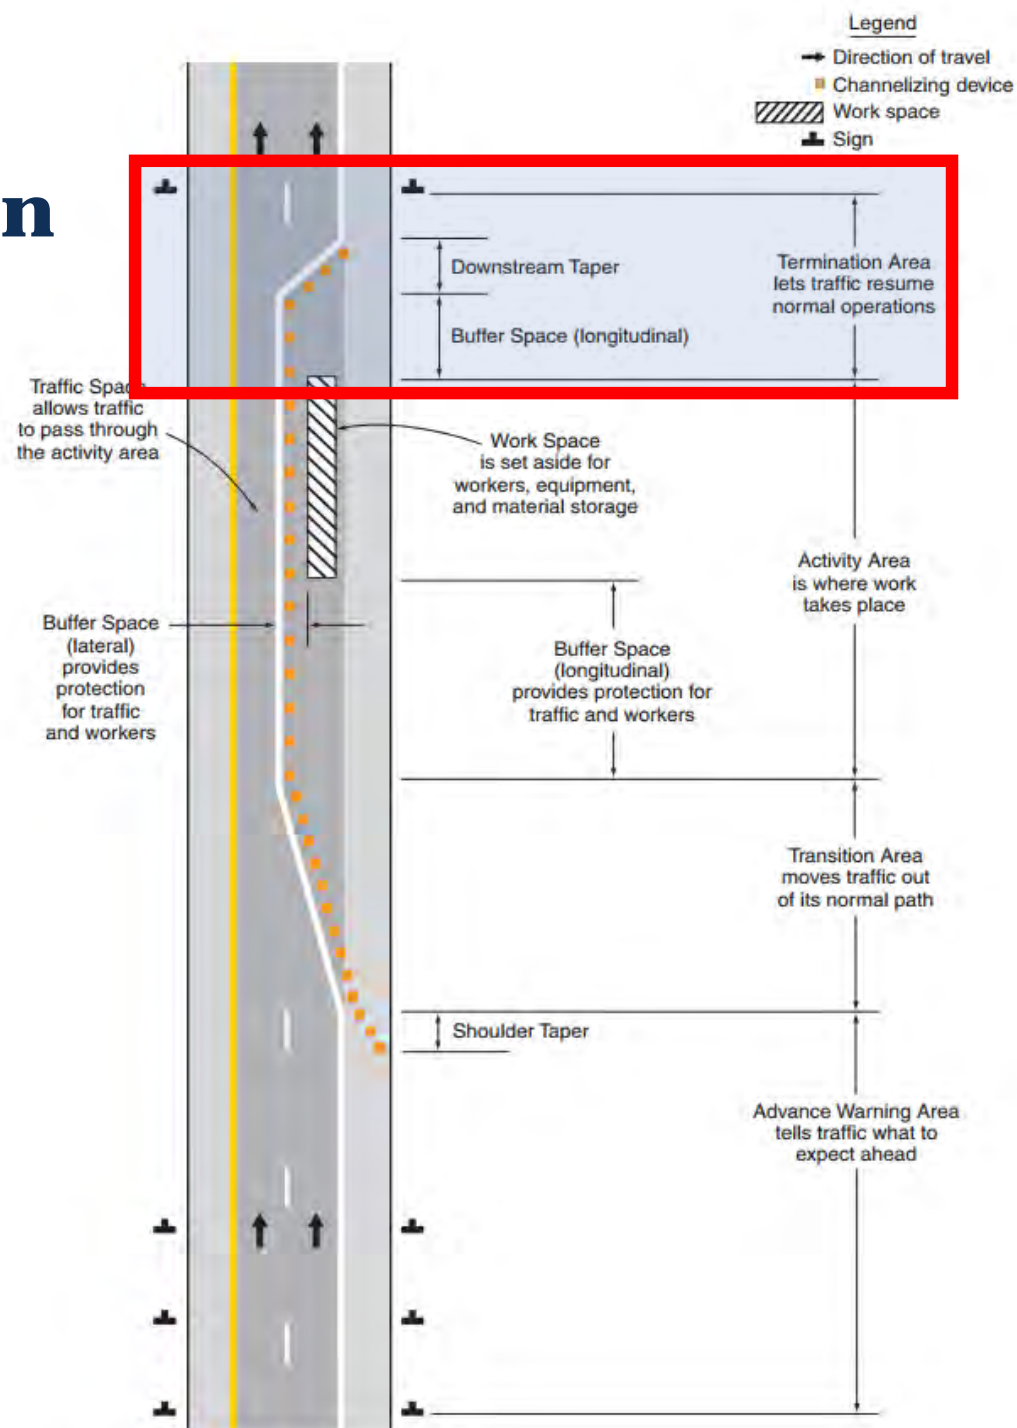 Legend
Direction of travel
Channelizing device
Work space
Sign
n
Downstream Taper
Buffer Space (longitudinal)
Termination Area
lets traffic resume
normal operations
Traffic Space
allows traffic
to pass through
the activity area
Work Space
is set aside for
workers, equipment,
and material storage
Activity Area
is where work
takes place
Buffer Space
(lateral)
provides
protection
for traffic
and workers
Buffer Space
(longitudinal)
provides protection for
traffic and workers
Transition Area
moves traffic out
of its normal path
Shoulder Taper
Advance Warning Area
tells traffic what to
expect ahead